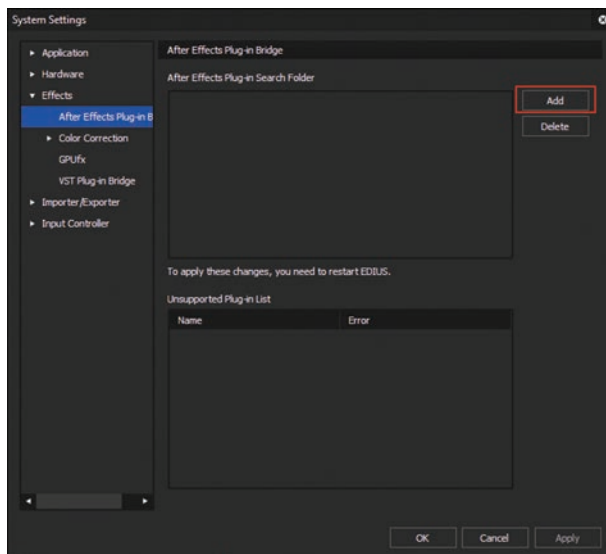 System Settings
Application
Hardware
Effects
After Effects Plug-in B
Color Correction
GPUfx
VST Plug-in Bridge
Importer/Exporter
Input Controller
After Effects Plug-in Bridge
After Effects Plug-in Search Folder
Add
Delete
To apply these changes, you need to restart EDIUS.
Unsupported Plug-in List
Name Error
OK Cancel Apply